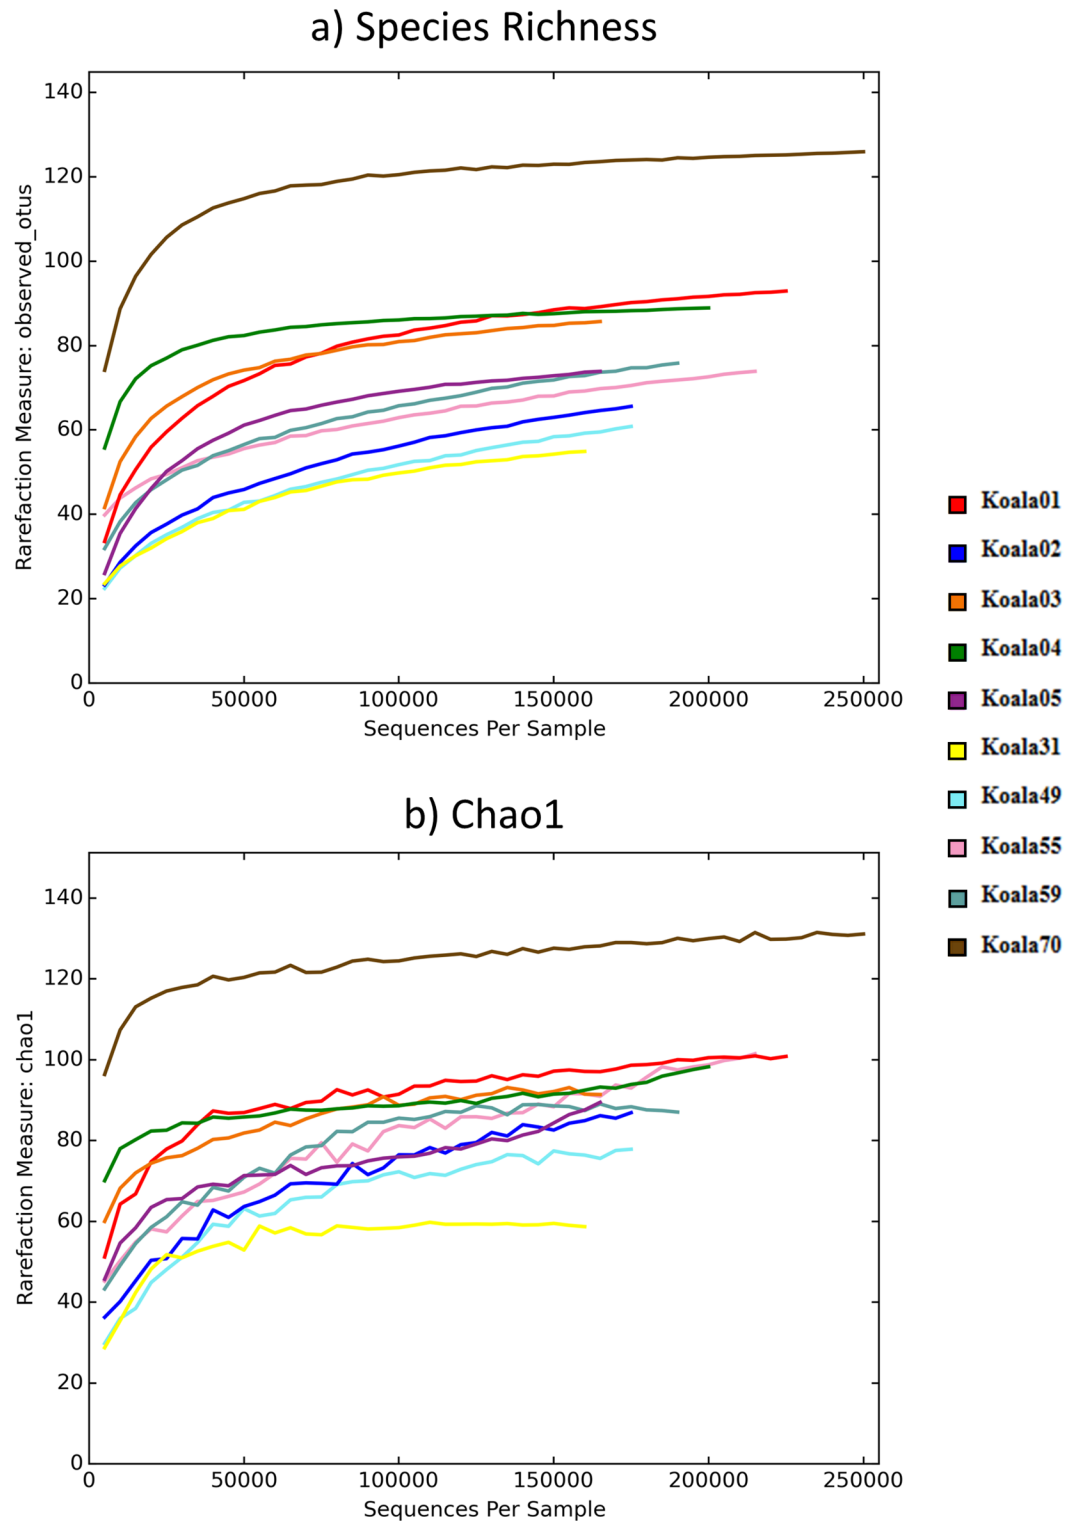 a) Species Richness
140
120
100
80
60
40
20
0
Rarefaction Measure: observed_otus
0 50000 100000 150000 200000 250000
Sequences Per Sample
Koala01
Koala02
Koala03
Koala04
Koala05
Koala31
Koala49
Koala55
Koala59
Koala70
b) Chao1
140
120
100
80
60
40
20
0
Rarefaction Measure: chao1
0 50000 100000 150000 200000 250000
Sequences Per Sample